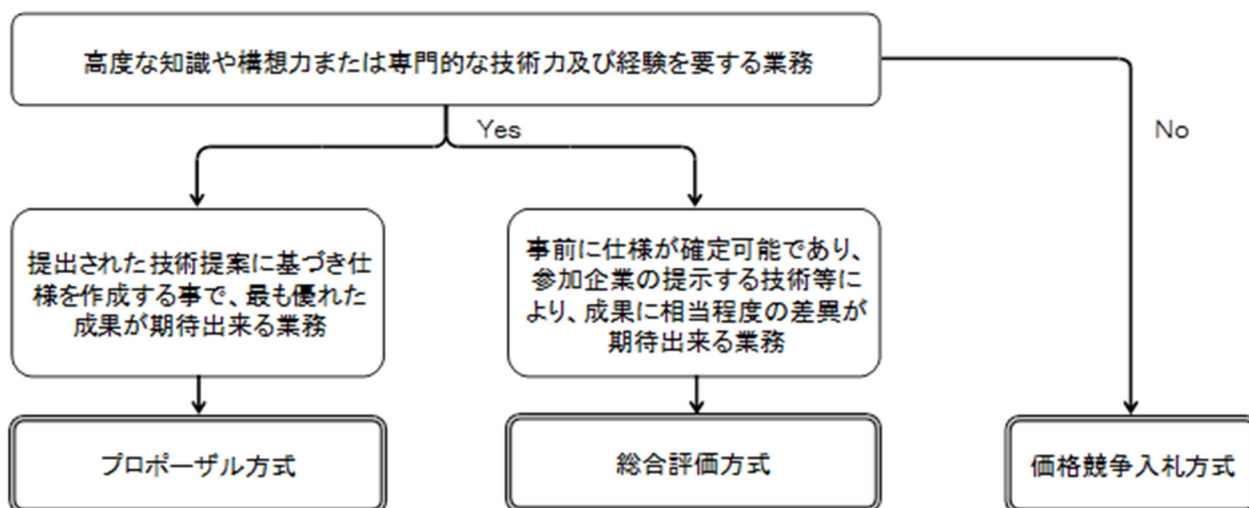 高度な知識や構想力または専門的な技術力及び経験を要する業務
Yes
No
提出された技術提案に基づき仕
様を作成する事で、最も優れた
成果が期待出来る業務
事前に仕様が確定可能であり、
参加企業の提示する技術等に
より、成果に相当程度の差異が
期待出来る業務
プロポーザル方式
総合評価方式
価格競争入札方式